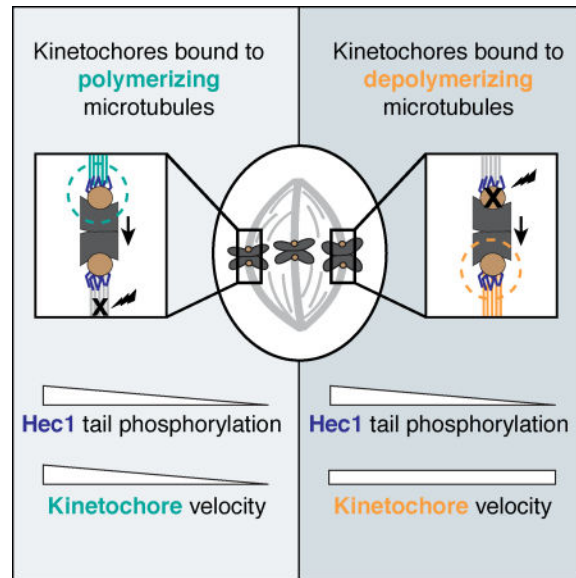 Kinetochores bound to
polymerizing
microtubules
Kinetochores bound to
depolymerizing
microtubules
X
X
Hec1 tail phosphorylation
Hec1 tail phosphorylation
Kinetochore velocity
Kinetochore velocity